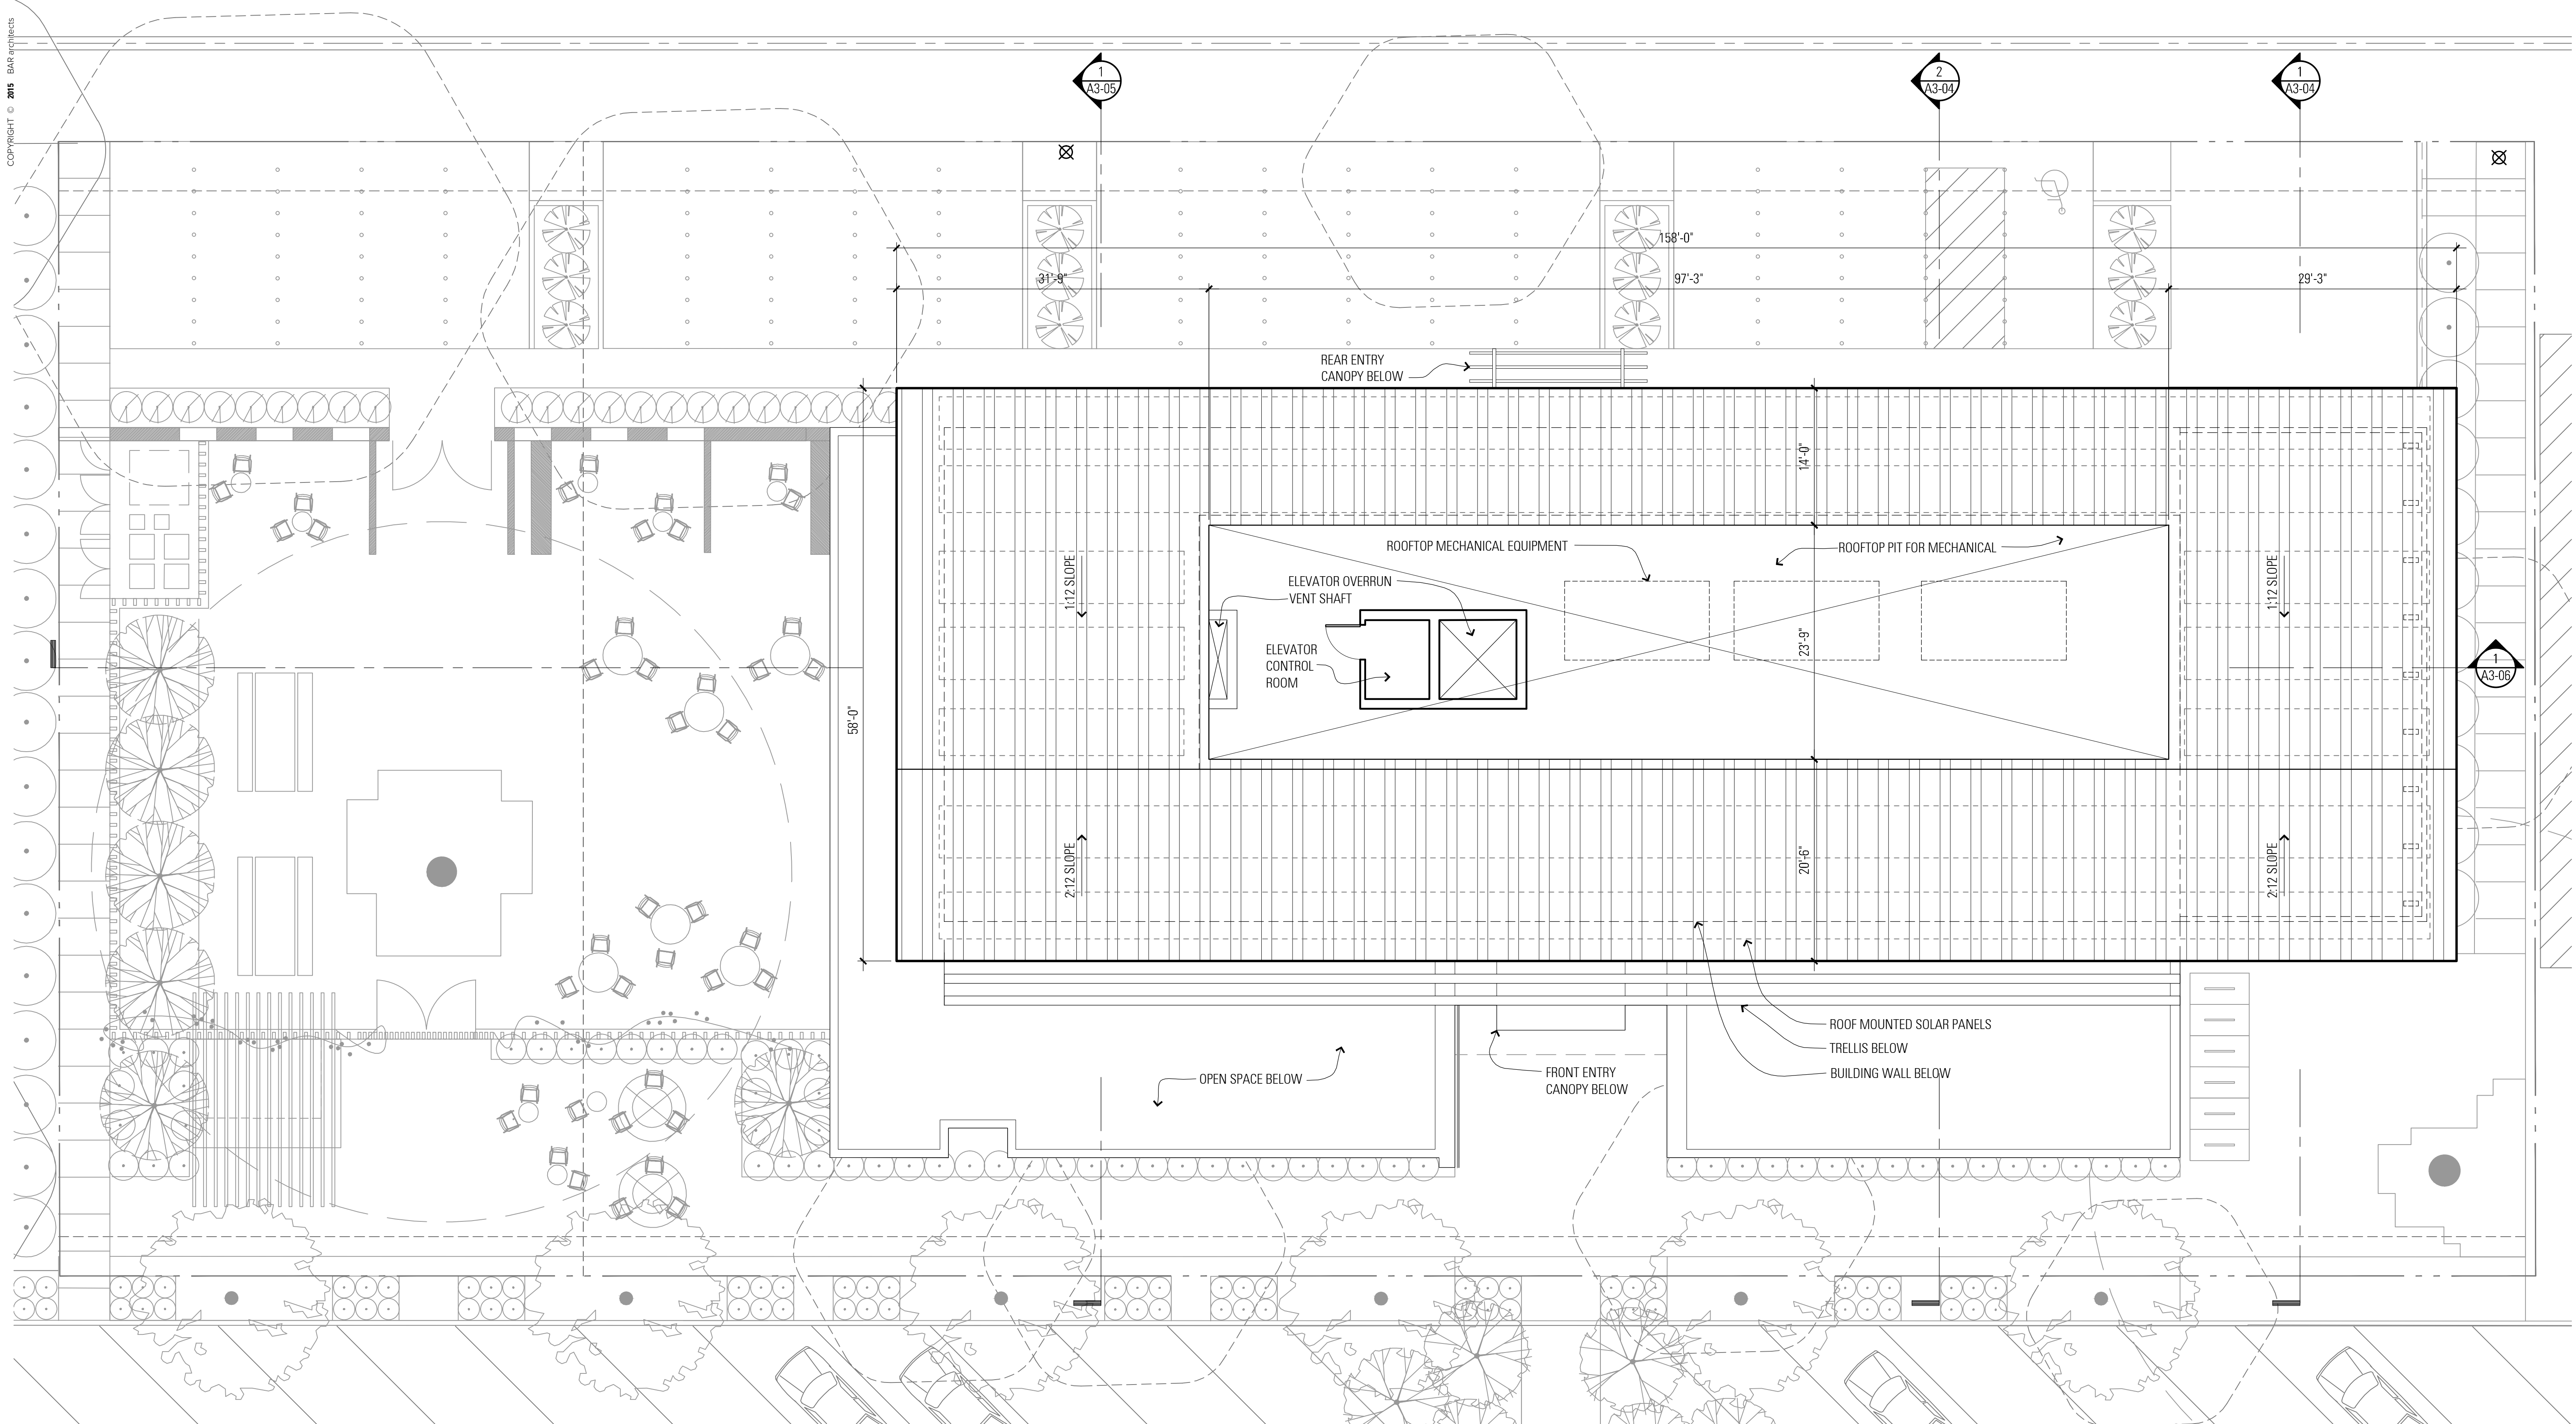 COPYRIGHT © 2015 BAR architects
1
A3-05
2
A3-04
1
A3-04
158'-0"
31'-9"
97'-3"
29'-3"
REAR ENTRY
CANOPY BELOW
14'-0"
ROOFTOP MECHANICAL EQUIPMENT
ROOFTOP PIT FOR MECHANICAL
ELEVATOR OVERRUN
VENT SHAFT
1:12 SLOPE
1:12 SLOPE
23'-9"
ELEVATOR
CONTROL
ROOM
1
A3-06
58'-0"
2:12 SLOPE
20'-6"
2:12 SLOPE
ROOF MOUNTED SOLAR PANELS
TRELLIS BELOW
BUILDING WALL BELOW
OPEN SPACE BELOW
FRONT ENTRY
CANOPY BELOW